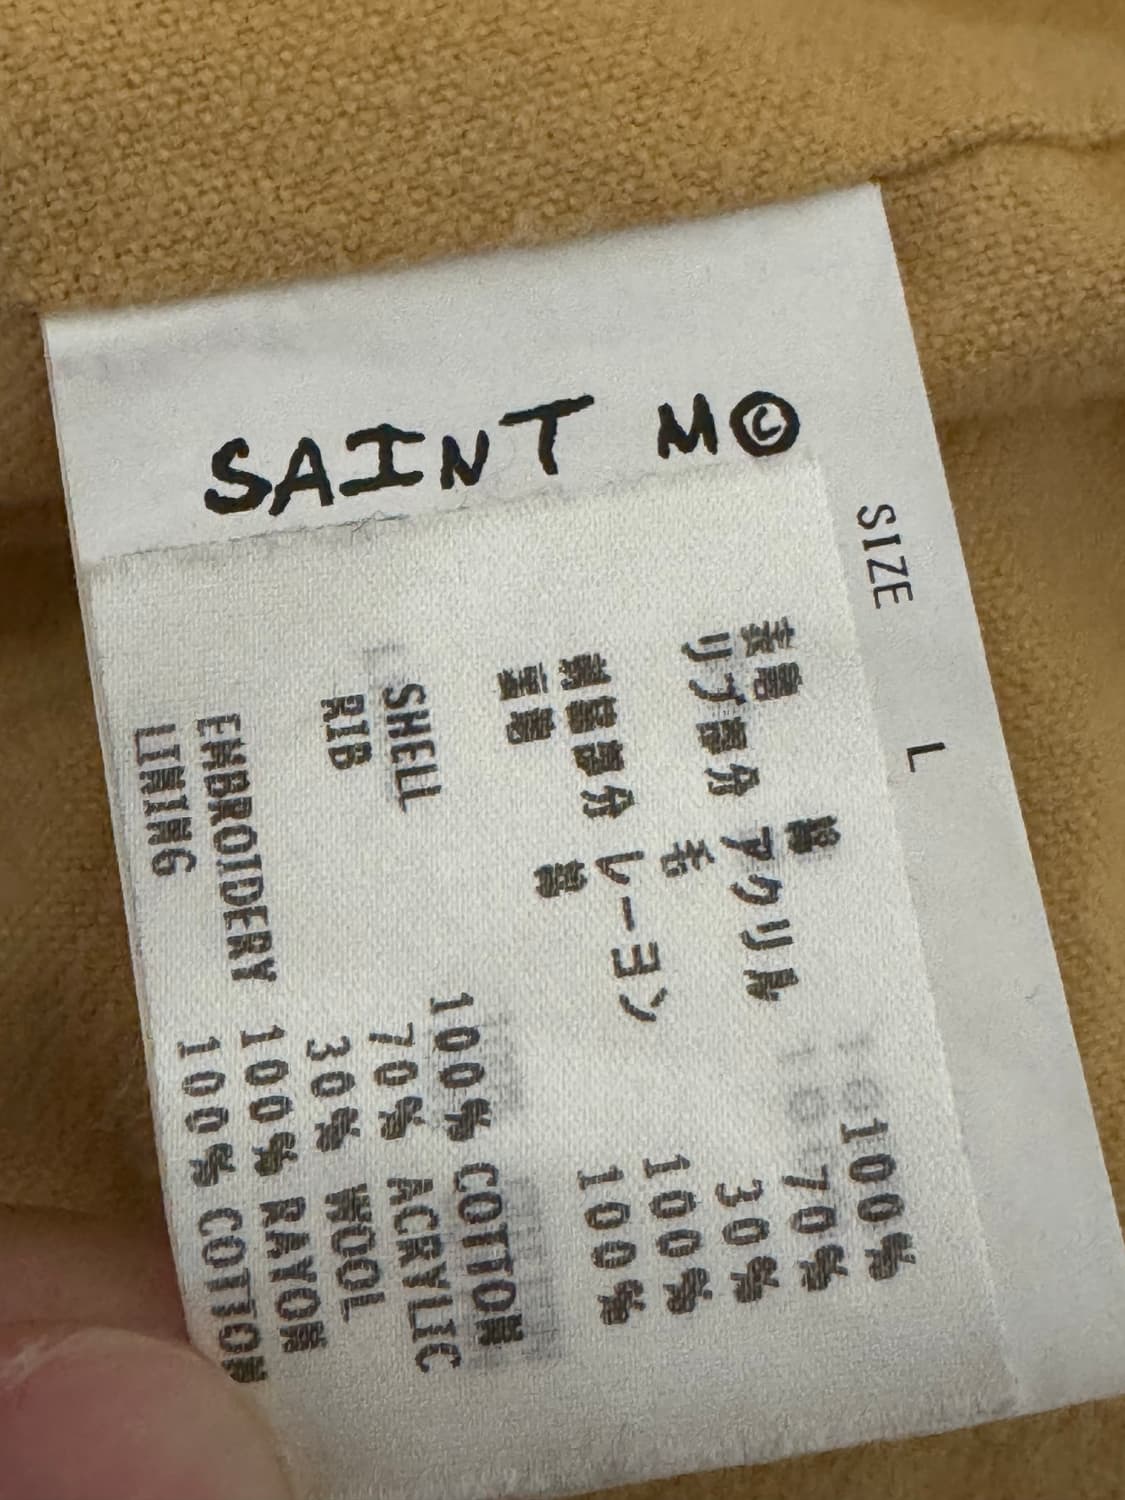 SAINT M©
SIZE L
表部 綿 100%
リブ部分 アクリル 70%
毛 30%
刺繍部分 レーヨン 100%
裏部 綿 100%
SHELL 100% COTTON
RIB 70% ACRYLIC
30% WOOL
EMBROIDERY 100% RAYON
LINING 100% COTTON